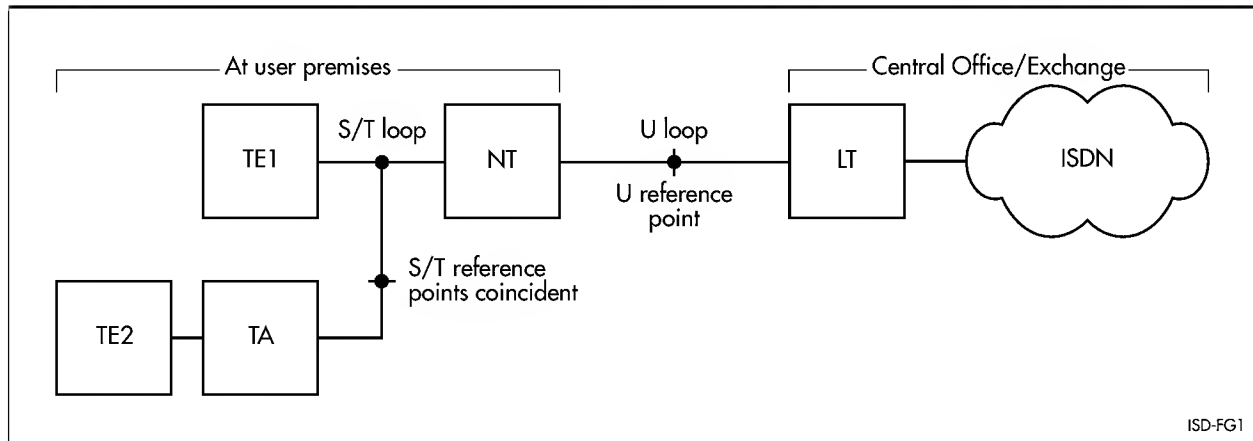 At user premises
Central Office/Exchange
S/T loop
U loop
TE1
NT
LT
ISDN
U reference
point
S/T reference
points coincident
TE2
TA
ISD-FG1